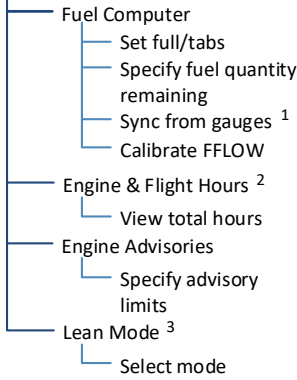 Fuel Computer
Set full/tabs
Specify fuel quantity
remaining
Sync from gauges 1
Calibrate FFLOW
Engine & Flight Hours 2
View total hours
Engine Advisories
Specify advisory
limits
Lean Mode 3
Select mode